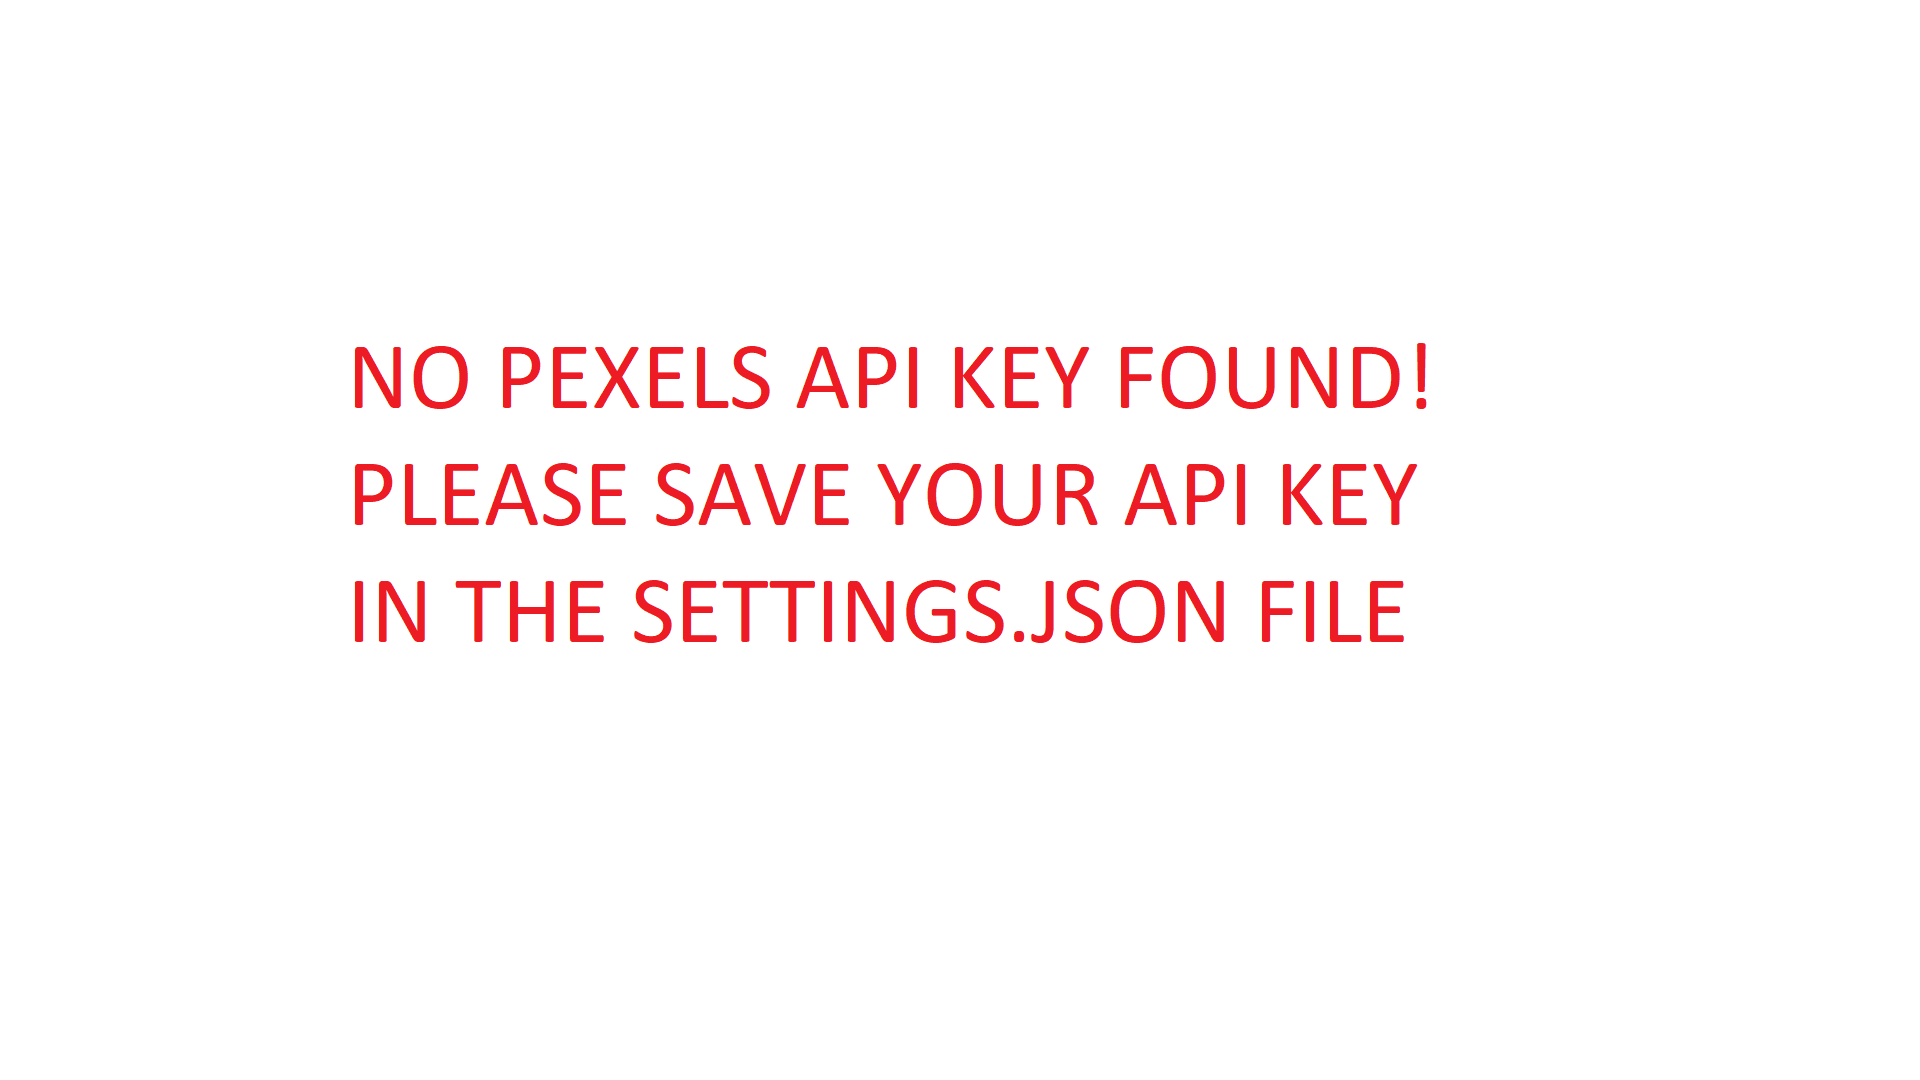 NO PEXELS API KEY FOUND!
PLEASE SAVE YOUR API KEY
IN THE SETTINGS.JSON FILE